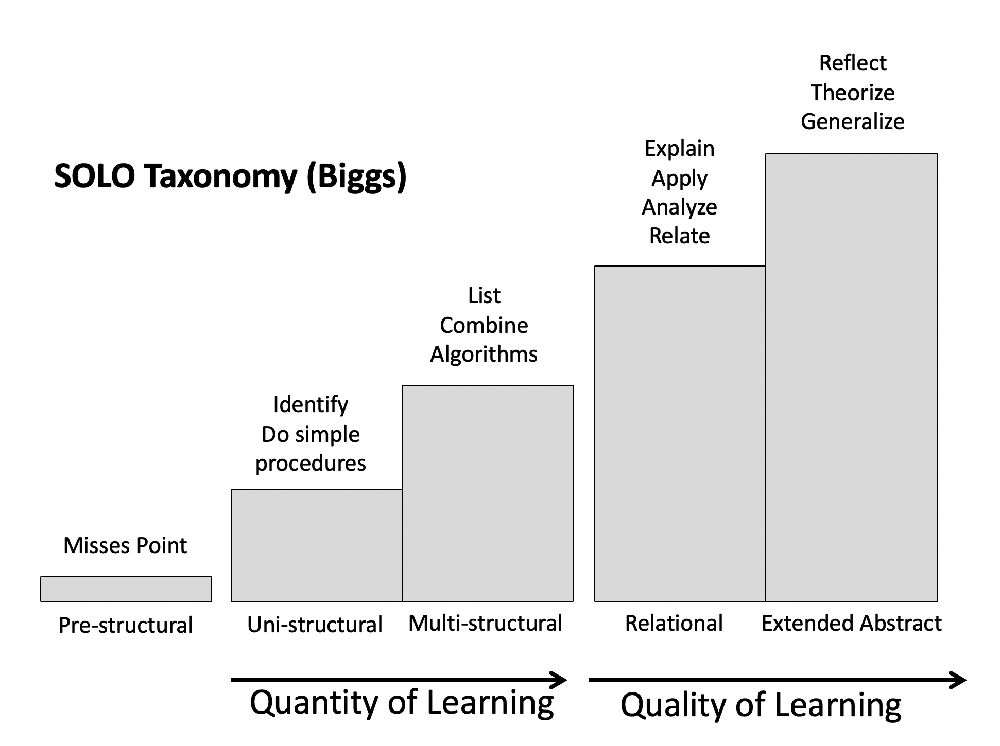 SOLO Taxonomy (Biggs)
Misses Point
Identify
Do simple
procedures
List
Combine
Algorithms
Explain
Apply
Analyze
Relate
Reflect
Theorize
Generalize
Pre-structural
Uni-structural
Multi-structural
Relational
Extended Abstract
Quantity of Learning
Quality of Learning